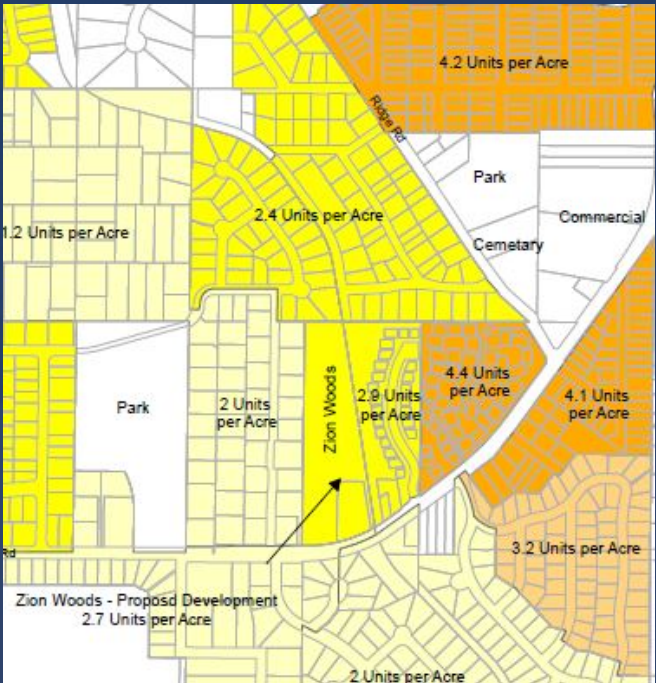 4.2 Units per Acre
Ridge Rd
Park
Commercial
2.4 Units per Acre
1.2 Units per Acre
Cemetary
Zion Woods
4.4 Units
per Acre
2.9 Units
per Acre
4.1 Units
per Acre
Park
2 Units
per Acre
3.2 Units per Acre
Rd
Zion Woods - Proposd Development
2.7 Units per Acre
2 Units per Acre